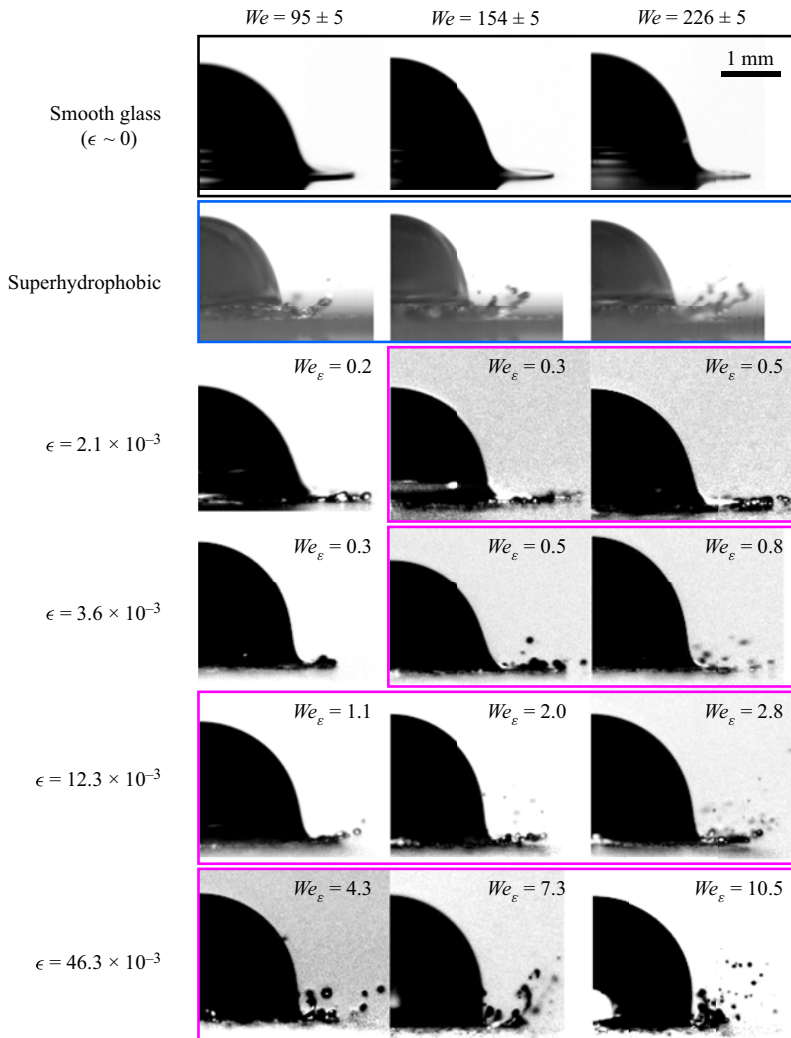 We = 95 ± 5 We = 154 ± 5 We = 226 ± 5
1 mm
Smooth glass
(ϵ ~ 0)
Superhydrophobic
We_ε = 0.2 We_ε = 0.3 We_ε = 0.5
ϵ = 2.1 × 10⁻³
We_ε = 0.3 We_ε = 0.5 We_ε = 0.8
ϵ = 3.6 × 10⁻³
We_ε = 1.1 We_ε = 2.0 We_ε = 2.8
ϵ = 12.3 × 10⁻³
We_ε = 4.3 We_ε = 7.3 We_ε = 10.5
ϵ = 46.3 × 10⁻³